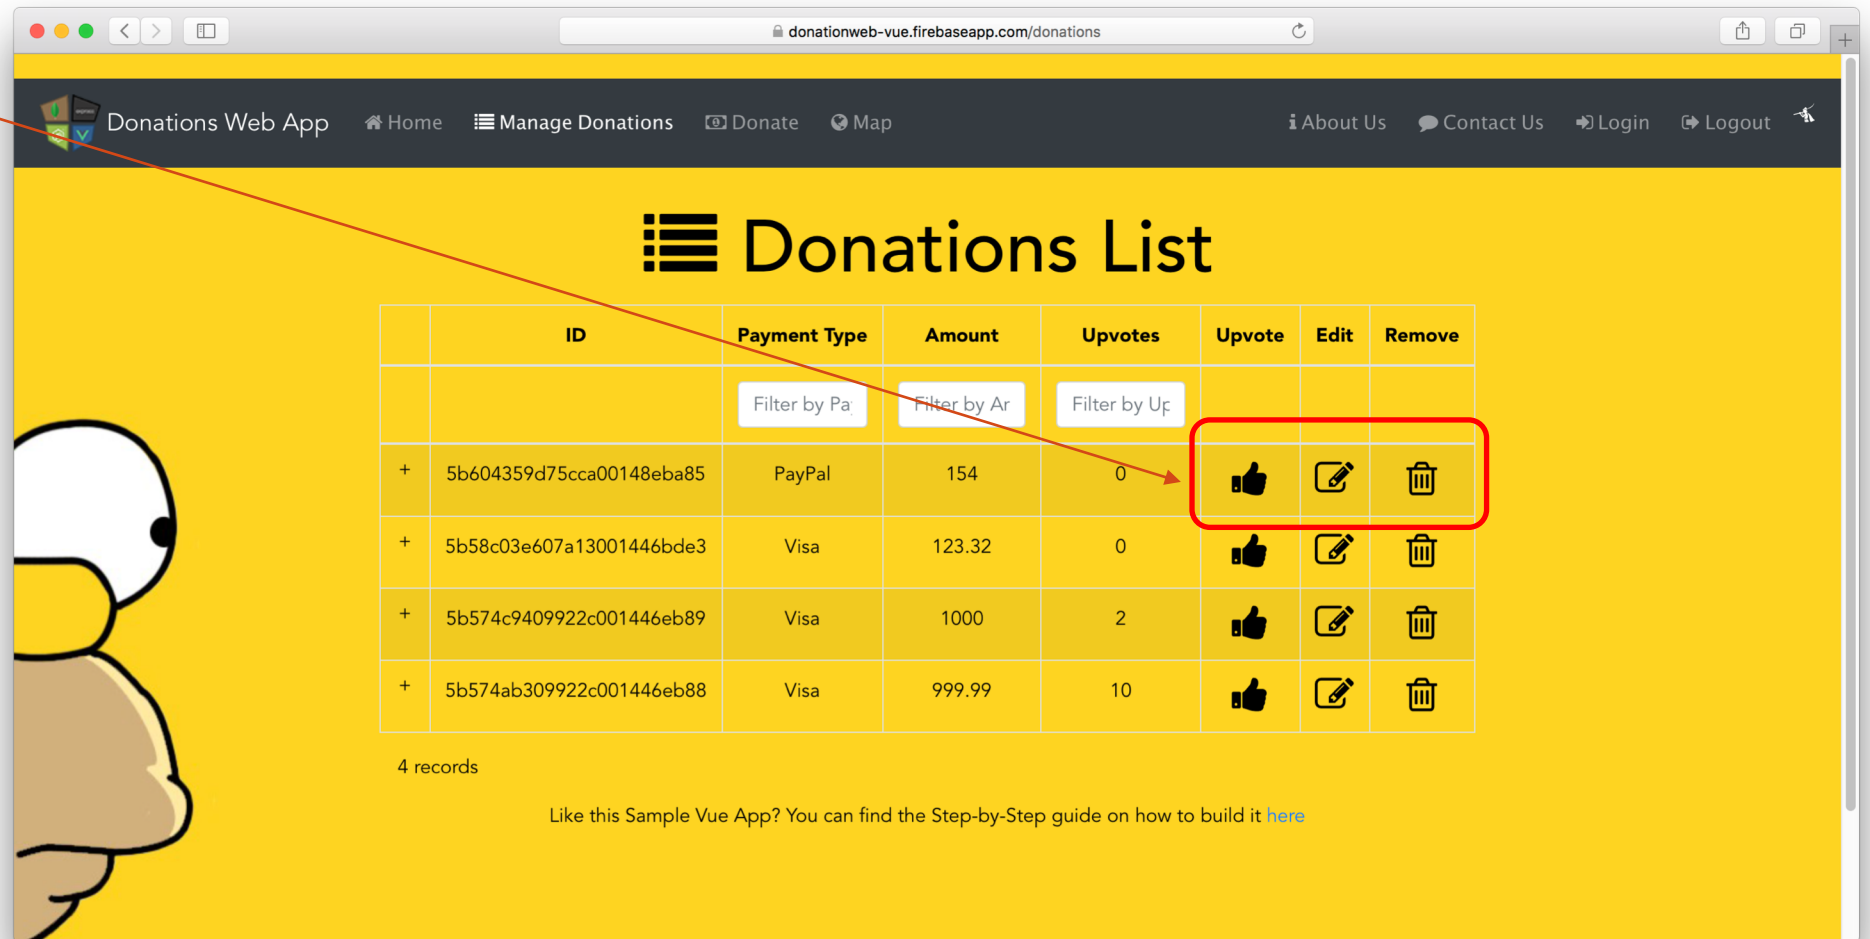 donationweb-vue.firebaseapp.com/donations
Donations Web App Home Manage Donations Donate Map About Us Contact Us Login Logout
Donations List
ID Payment Type Amount Upvotes Upvote Edit Remove
Filter by Pa Filter by Ar Filter by Up
+ 5b604359d75cca00148eba85 PayPal 154 0
+ 5b58c03e607a13001446bde3 Visa 123.32 0
+ 5b574c9409922c001446eb89 Visa 1000 2
+ 5b574ab309922c001446eb88 Visa 999.99 10
4 records
Like this Sample Vue App? You can find the Step-by-Step guide on how to build it here